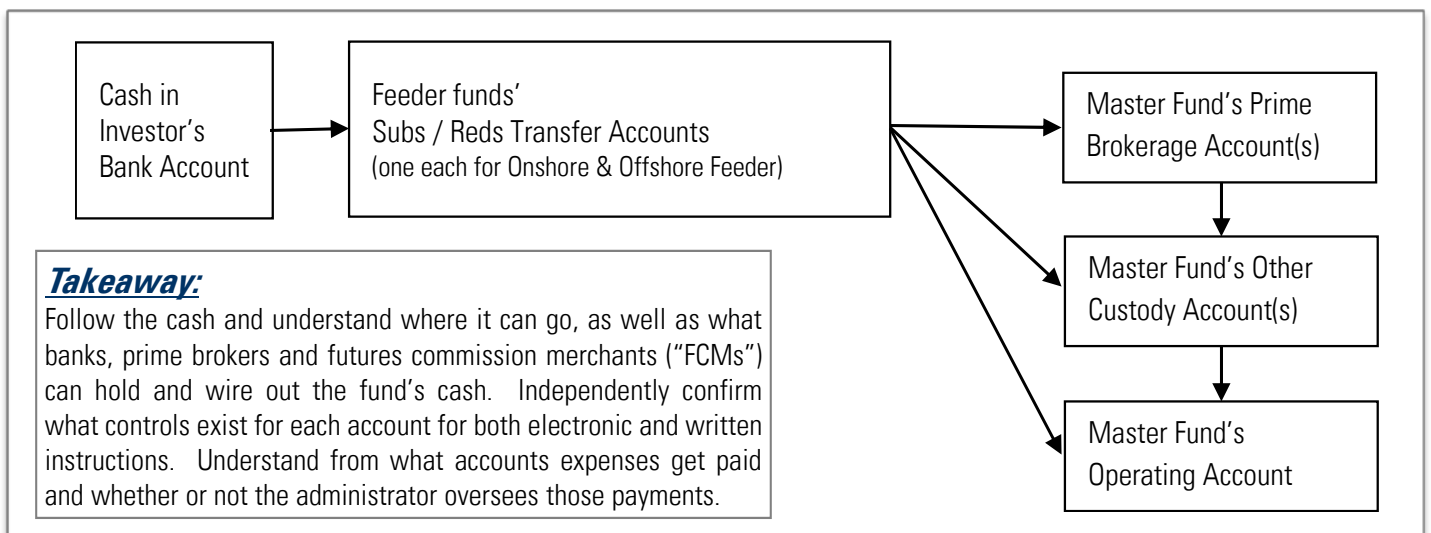 Cash in
Investor's
Bank Account
Feeder funds'
Subs / Reds Transfer Accounts
(one each for Onshore & Offshore Feeder)
Master Fund's Prime
Brokerage Account(s)
Master Fund's Other
Custody Account(s)
Master Fund's
Operating Account
Takeaway:
Follow the cash and understand where it can go, as well as what
banks, prime brokers and futures commission merchants ("FCMs")
can hold and wire out the fund's cash.  Independently confirm
what controls exist for each account for both electronic and written
instructions.  Understand from what accounts expenses get paid
and whether or not the administrator oversees those payments.